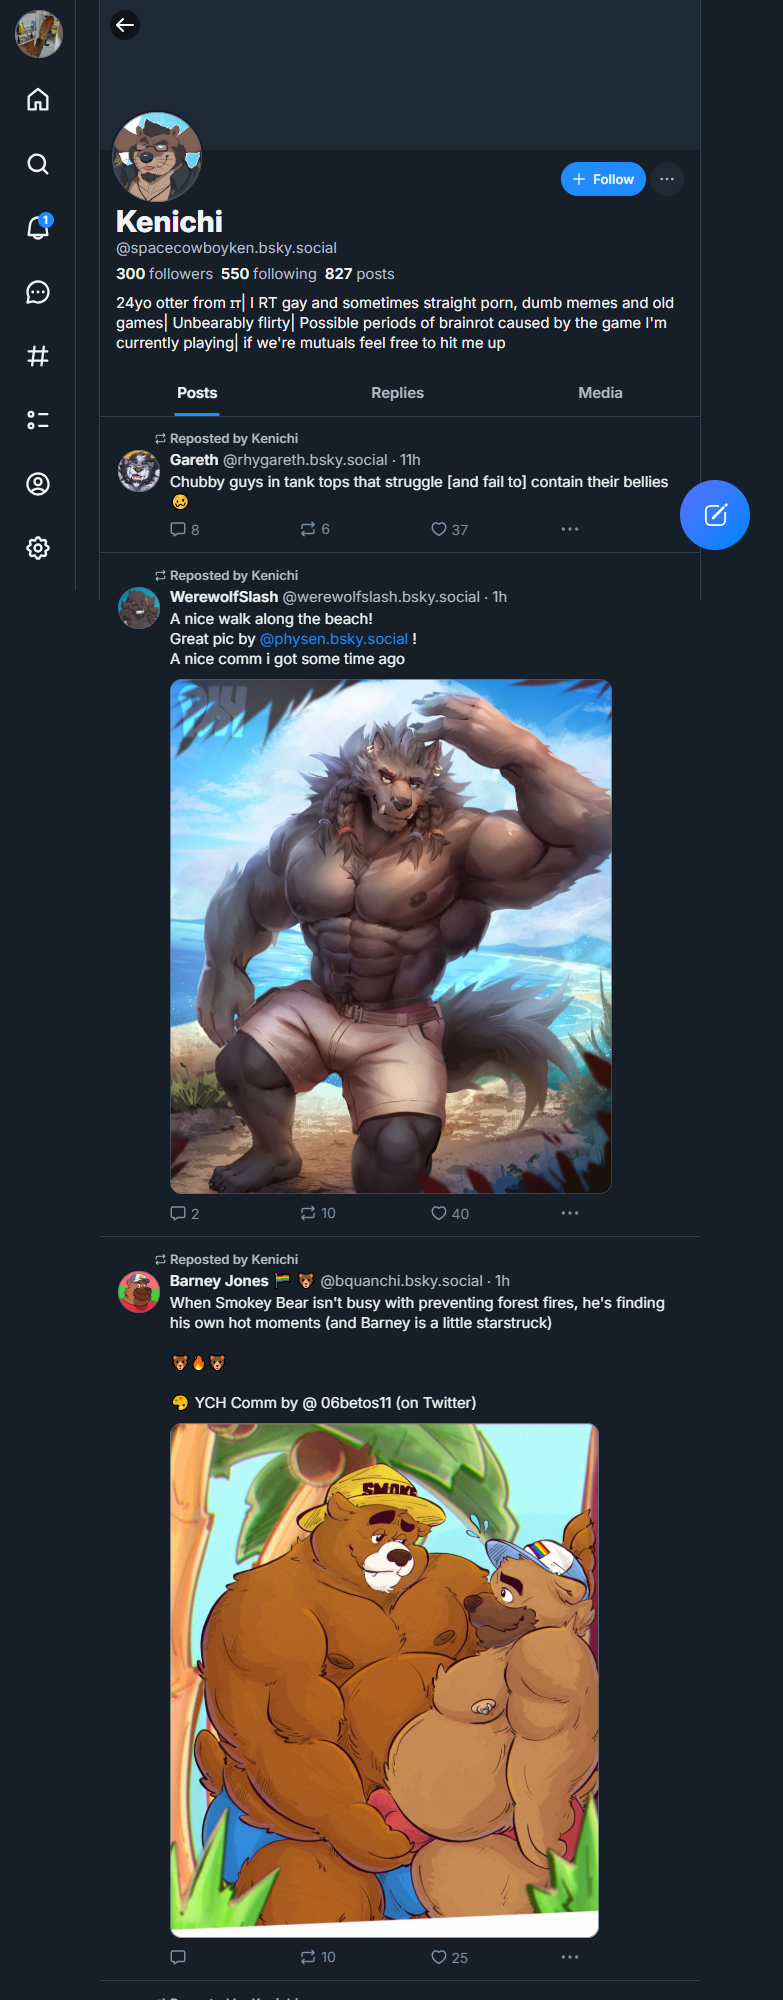 1
Follow
Kenichi
@spacecowboyken.bsky.social
300 followers 550 following 827 posts
24yo otter from 🇮🇹| I RT gay and sometimes straight porn, dumb memes and old
games| Unbearably flirty| Possible periods of brainrot caused by the game I'm
currently playing| if we're mutuals feel free to hit me up
Posts Replies Media
Reposted by Kenichi
Gareth @rhygareth.bsky.social · 11h
Chubby guys in tank tops that struggle [and fail to] contain their bellies
🥴
8 6 37
Reposted by Kenichi
WerewolfSlash @werewolfslash.bsky.social · 1h
A nice walk along the beach!
Great pic by @physen.bsky.social !
A nice comm i got some time ago
2 10 40
Reposted by Kenichi
Barney Jones 🏳️‍🌈 🐻 @bquanchi.bsky.social · 1h
When Smokey Bear isn't busy with preventing forest fires, he's finding
his own hot moments (and Barney is a little starstruck)
🐻🔥🐻
🎨 YCH Comm by @ 06betos11 (on Twitter)
SMOKE
10 25